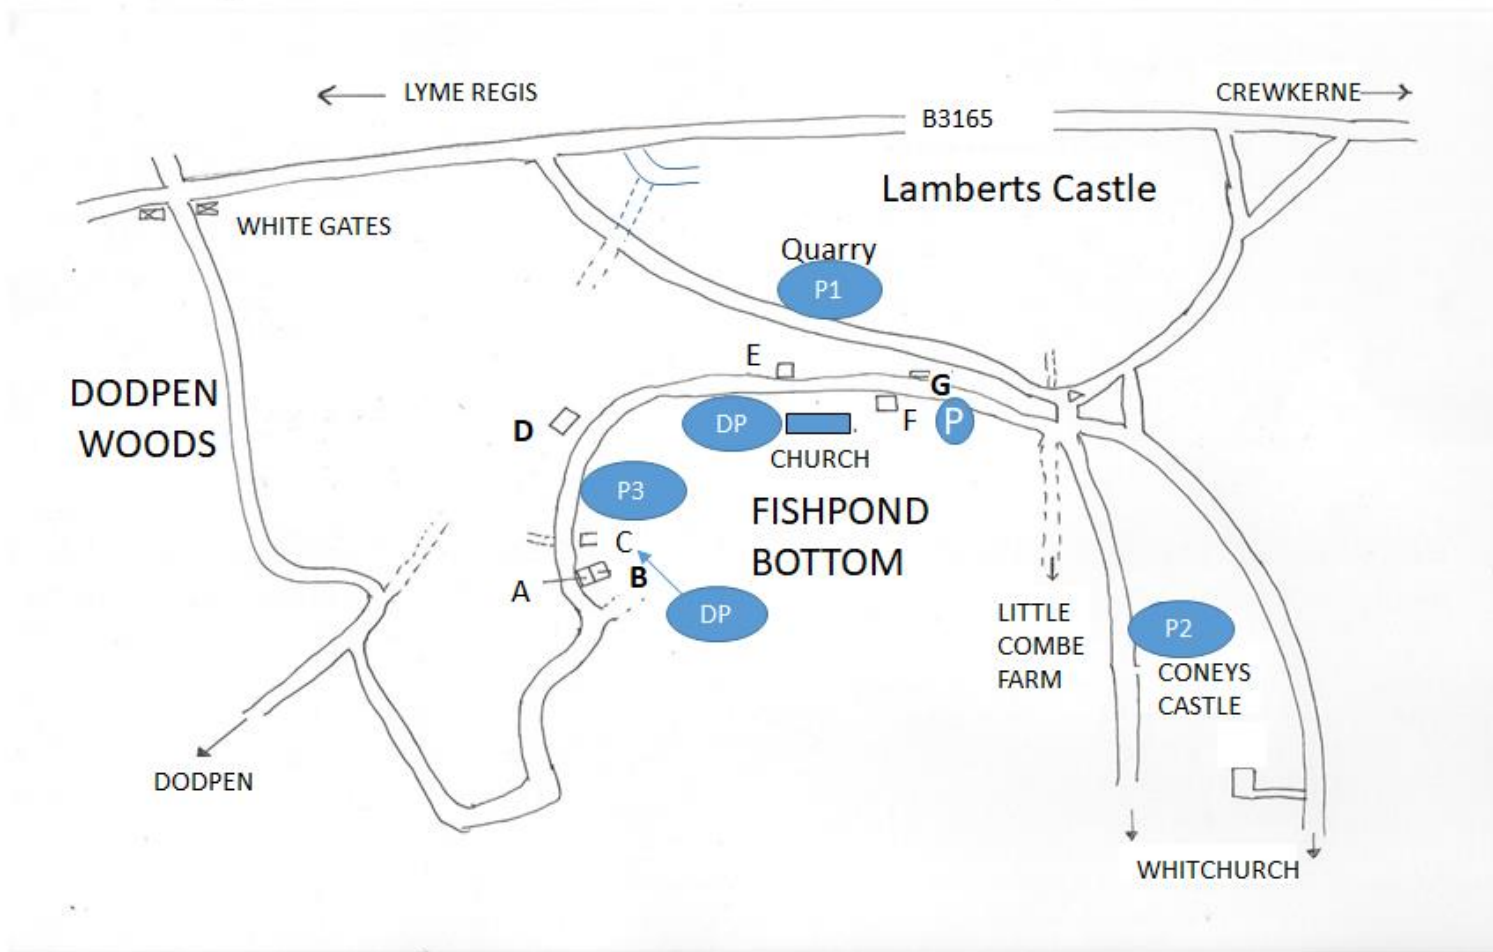 LYME REGIS
CREWKERNE
B3165
Lamberts Castle
WHITE GATES
Quarry
P1
E
G
DODPEN
WOODS
D
DP
F
P
CHURCH
P3
FISHPOND
BOTTOM
C
B
A
DP
LITTLE
COMBE
FARM
P2
CONEYS
CASTLE
DODPEN
WHITCHURCH